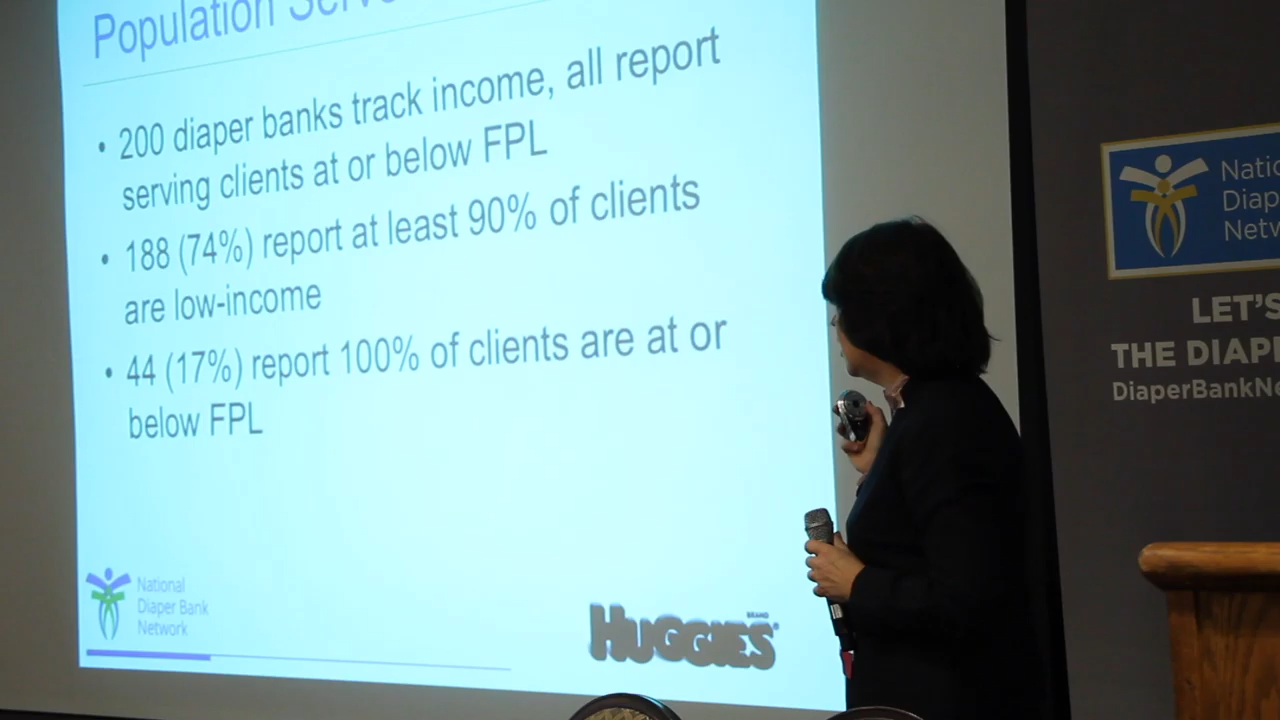 Population
• 200 diaper banks track income, all report
serving clients at or below FPL
• 188 (74%) report at least 90% of clients
are low-income
• 44 (17%) report 100% of clients are at or
below FPL
National
Diaper Bank
Network
HUGGIES
BRAND
Natio
Diap
Netw
LET'S
THE DIAP
DiaperBankNe